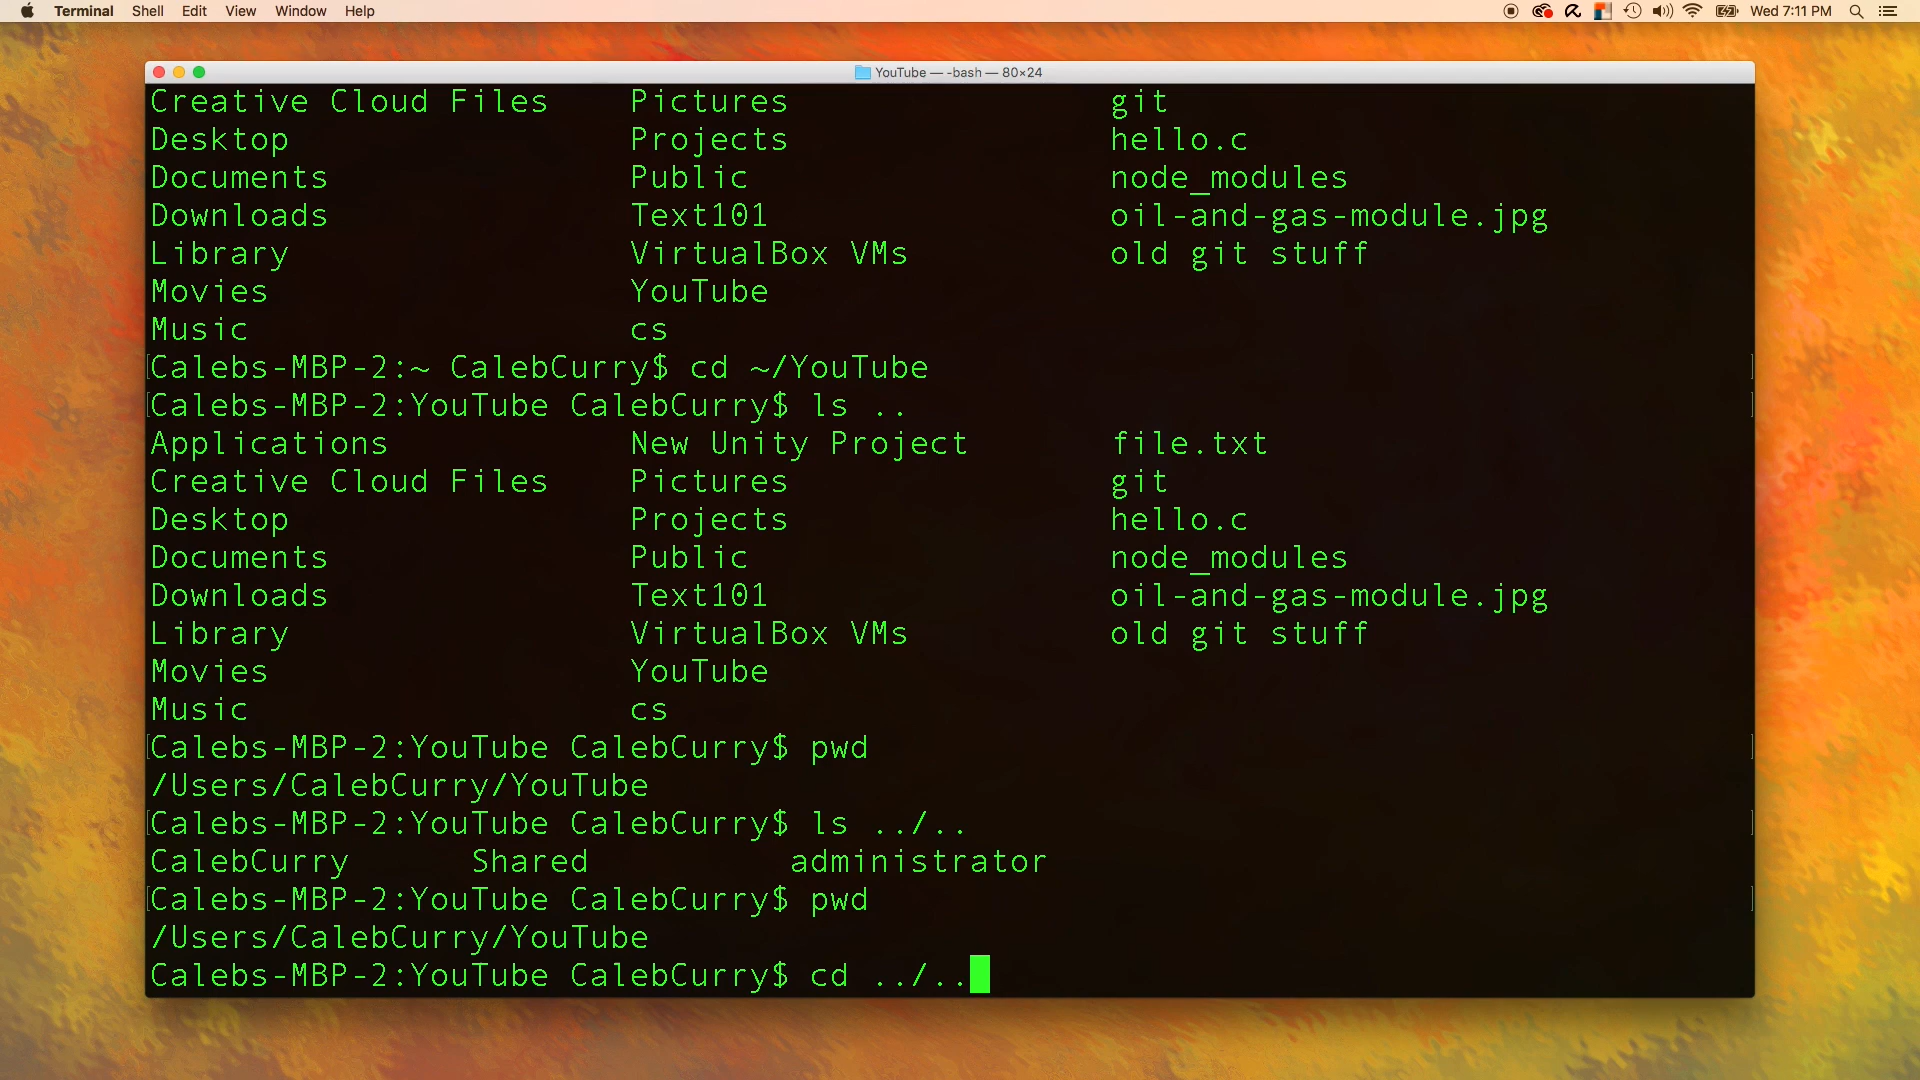 Terminal Shell Edit View Window Help Wed 7:11 PM
YouTube — -bash — 80×24
Creative Cloud Files Pictures git
Desktop Projects hello.c
Documents Public node_modules
Downloads Text101 oil-and-gas-module.jpg
Library VirtualBox VMs old git stuff
Movies YouTube
Music cs
Calebs-MBP-2:~ CalebCurry$ cd ~/YouTube
Calebs-MBP-2:YouTube CalebCurry$ ls ..
Applications New Unity Project file.txt
Creative Cloud Files Pictures git
Desktop Projects hello.c
Documents Public node_modules
Downloads Text101 oil-and-gas-module.jpg
Library VirtualBox VMs old git stuff
Movies YouTube
Music cs
Calebs-MBP-2:YouTube CalebCurry$ pwd
/Users/CalebCurry/YouTube
Calebs-MBP-2:YouTube CalebCurry$ ls ../..
CalebCurry Shared administrator
Calebs-MBP-2:YouTube CalebCurry$ pwd
/Users/CalebCurry/YouTube
Calebs-MBP-2:YouTube CalebCurry$ cd ../..